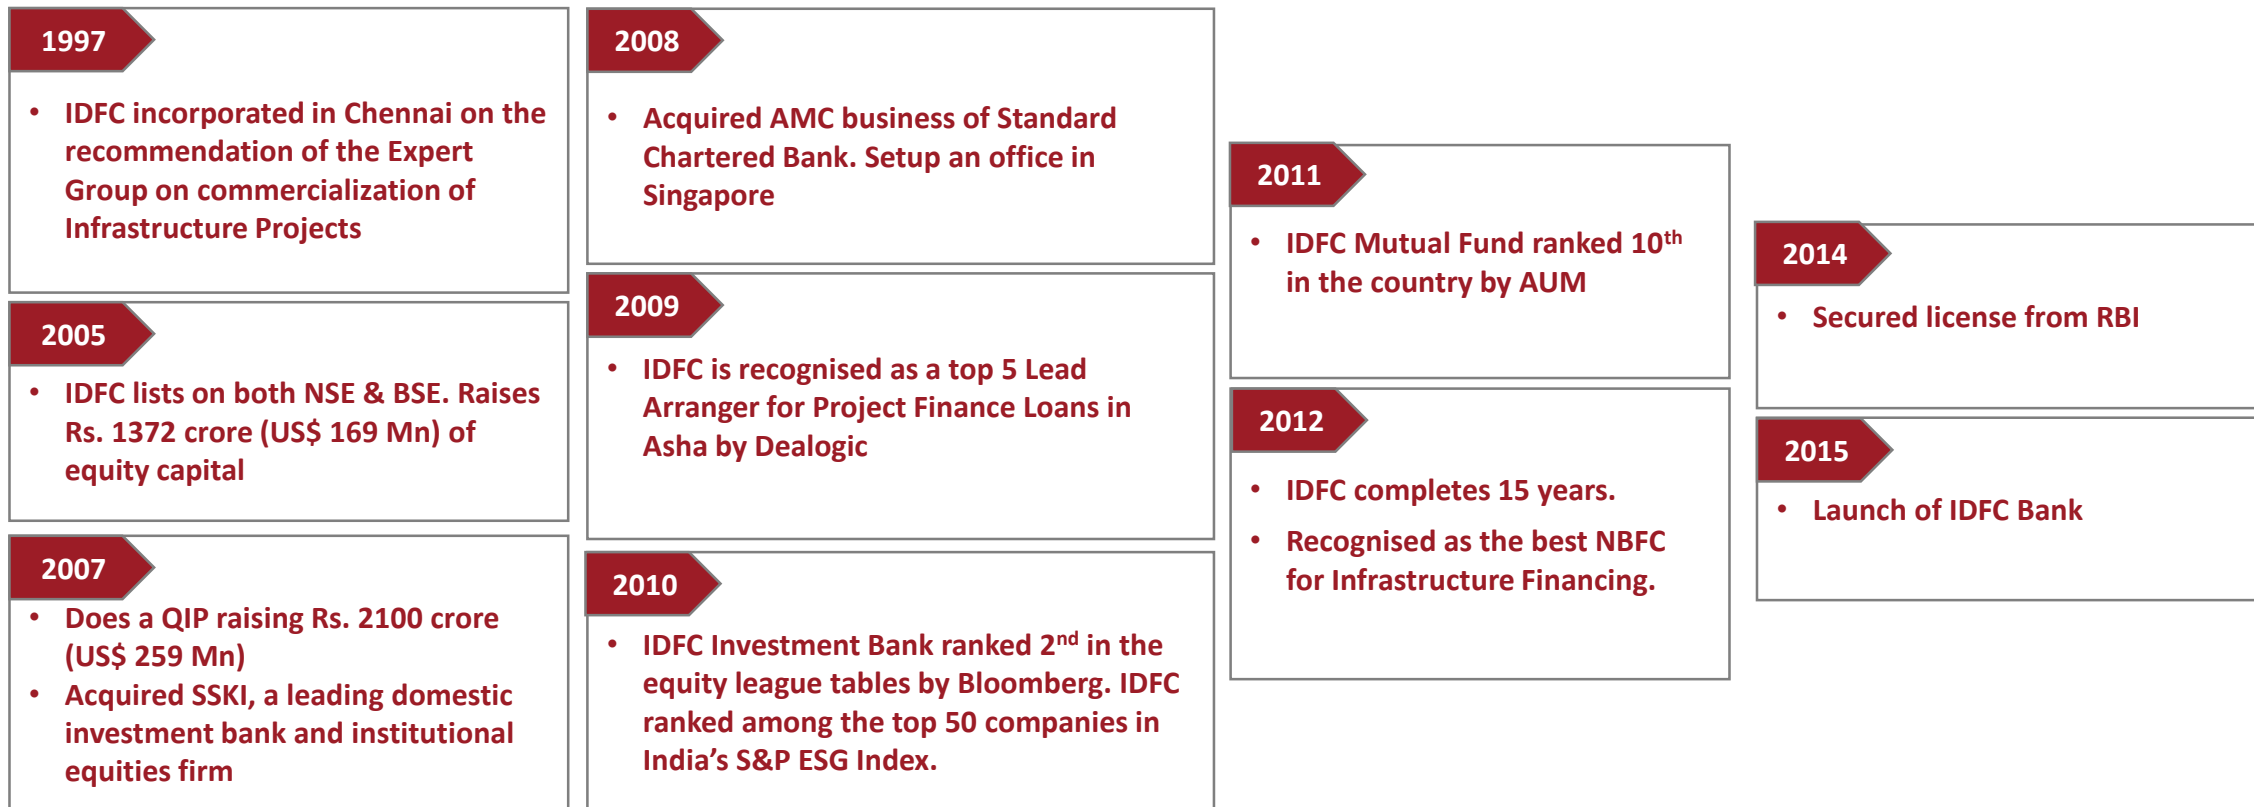 1997
• IDFC incorporated in Chennai on the
recommendation of the Expert
Group on commercialization of
Infrastructure Projects
2005
• IDFC lists on both NSE & BSE. Raises
Rs. 1372 crore (US$ 169 Mn) of
equity capital
2007
• Does a QIP raising Rs. 2100 crore
(US$ 259 Mn)
• Acquired SSKI, a leading domestic
investment bank and institutional
equities firm
2008
• Acquired AMC business of Standard
Chartered Bank. Setup an office in
Singapore
2009
• IDFC is recognised as a top 5 Lead
Arranger for Project Finance Loans in
Asha by Dealogic
2010
• IDFC Investment Bank ranked 2nd in the
equity league tables by Bloomberg. IDFC
ranked among the top 50 companies in
India’s S&P ESG Index.
2011
• IDFC Mutual Fund ranked 10th
in the country by AUM
2012
• IDFC completes 15 years.
• Recognised as the best NBFC
for Infrastructure Financing.
2014
• Secured license from RBI
2015
• Launch of IDFC Bank